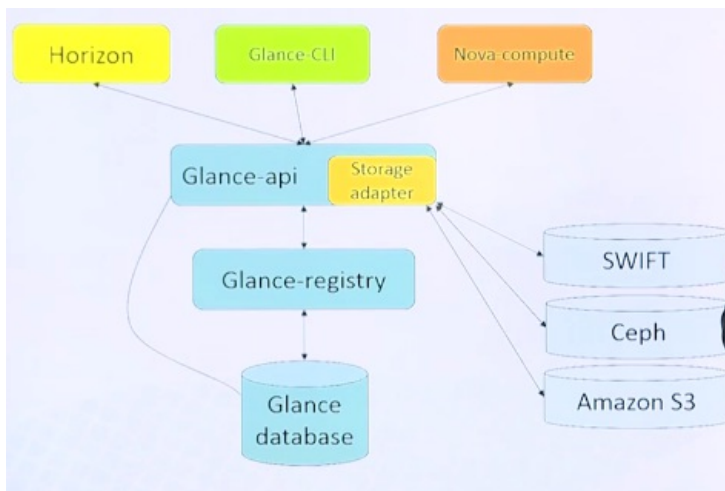 Horizon
Glance-CLI
Nova-compute
Glance-api
Storage
adapter
Glance-registry
SWIFT
Ceph
Amazon S3
Glance
database